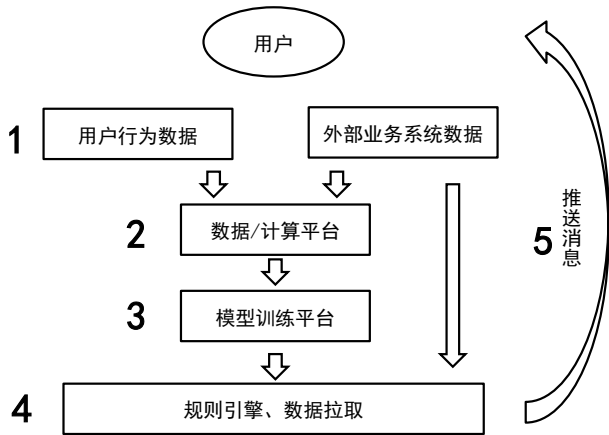 用户
1
用户行为数据
外部业务系统数据
2
数据/计算平台
5
推送消息
3
模型训练平台
4
规则引擎、数据拉取